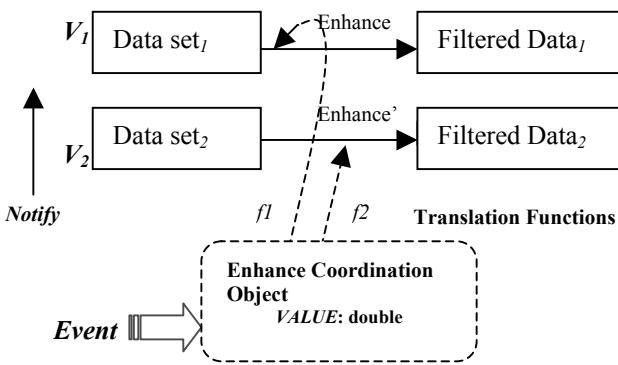 V1 Data set1 Enhance Filtered Data1
V2 Data set2 Enhance’ Filtered Data2
Notify
f1 f2 Translation Functions
Enhance Coordination
Object
VALUE: double
Event